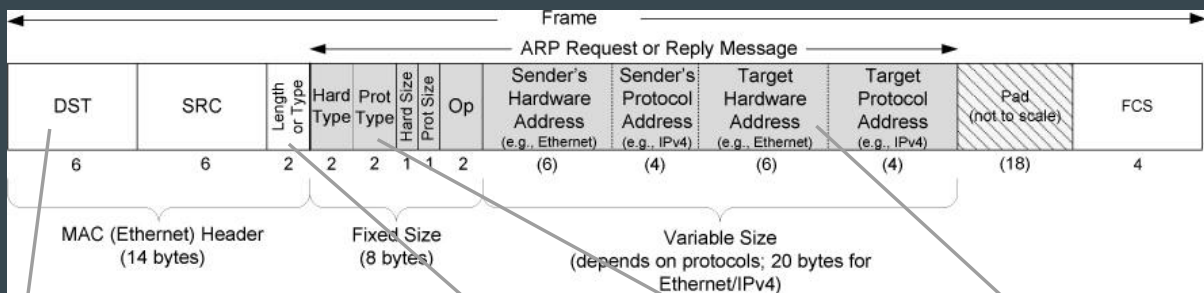 Frame
ARP Request or Reply Message
DST
SRC
Length
or Type
Hard
Type
Prot
Type
Hard Size
Prot Size
Op
Sender's
Hardware
Address
(e.g., Ethernet)
Sender's
Protocol
Address
(e.g., IPv4)
Target
Hardware
Address
(e.g., Ethernet)
Target
Protocol
Address
(e.g., IPv4)
Pad
(not to scale)
FCS
6 6 2 2 2 1 1 2 (6) (4) (6) (4) (18) 4
MAC (Ethernet) Header
(14 bytes)
Fixed Size
(8 bytes)
Variable Size
(depends on protocols; 20 bytes for
Ethernet/IPv4)